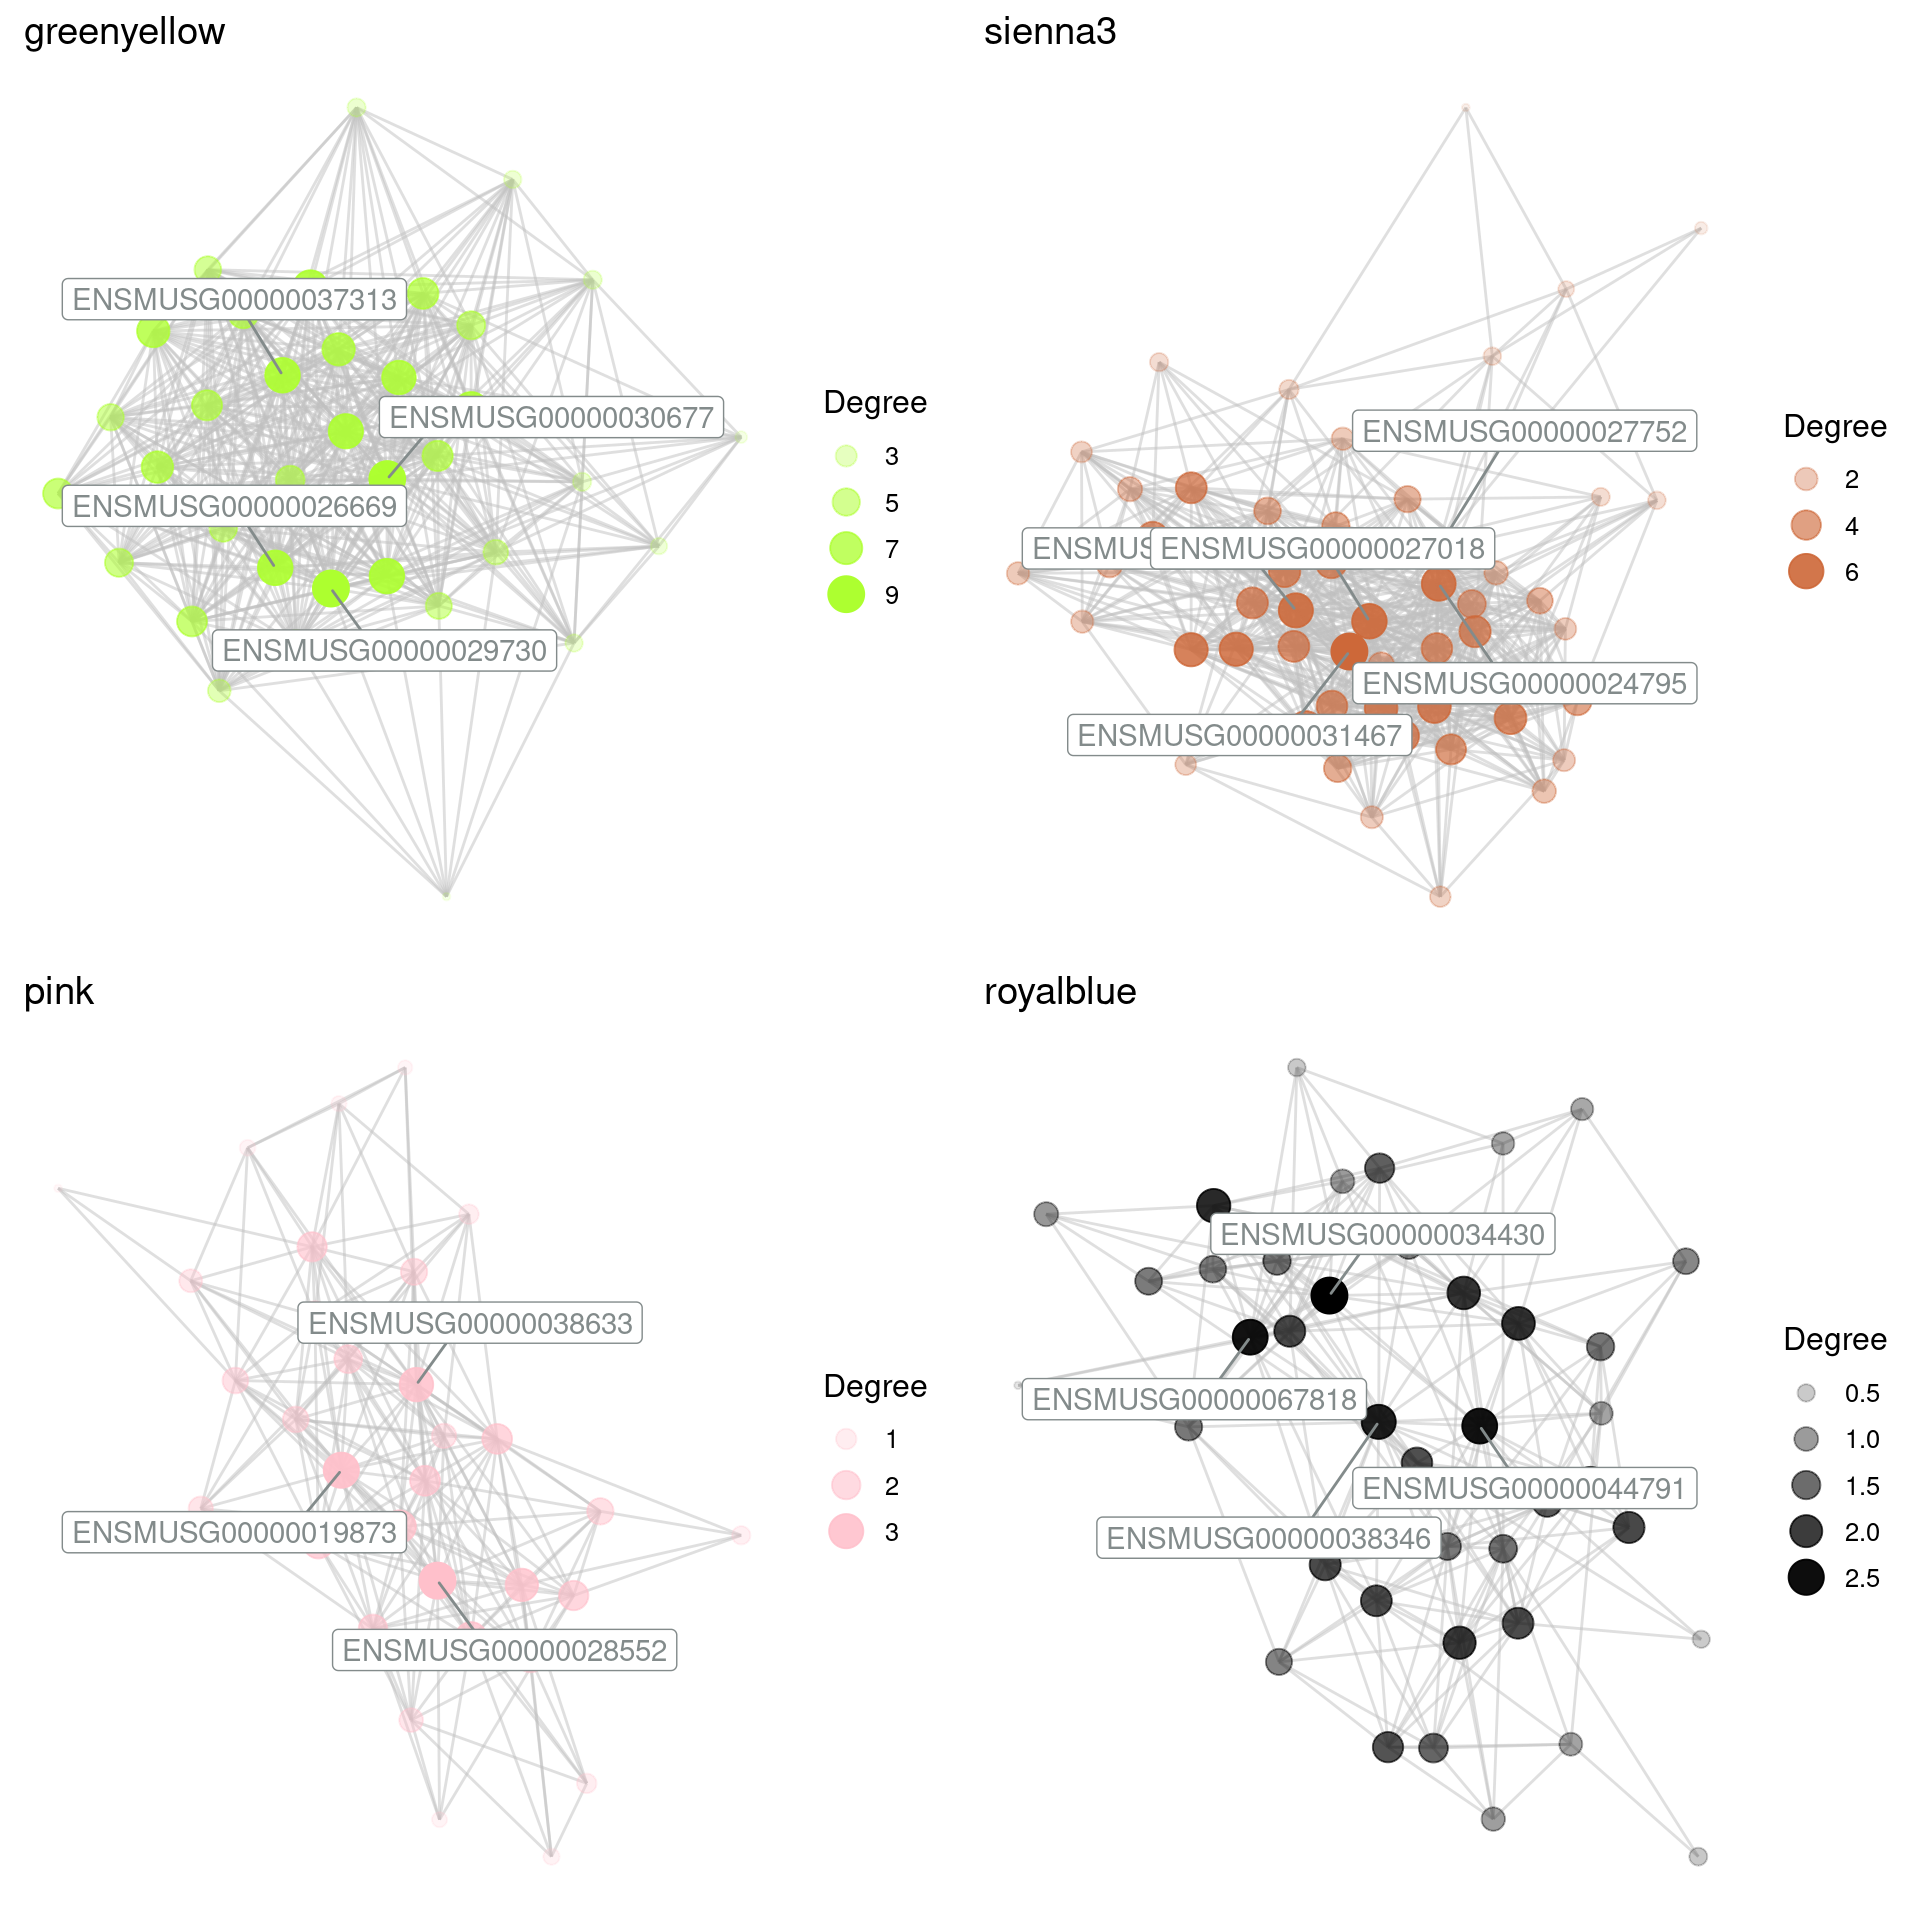 greenyellow
ENSMUSG00000037313
ENSMUSG00000030677
ENSMUSG00000026669
ENSMUSG00000029730
Degree
3
5
7
9
sienna3
ENSMUSG00000027752
ENSMUS
ENSMUSG00000027018
ENSMUSG00000024795
ENSMUSG00000031467
Degree
2
4
6
pink
ENSMUSG00000038633
ENSMUSG00000019873
ENSMUSG00000028552
Degree
1
2
3
royalblue
ENSMUSG00000034430
ENSMUSG00000067818
ENSMUSG00000044791
ENSMUSG00000038346
Degree
0.5
1.0
1.5
2.0
2.5